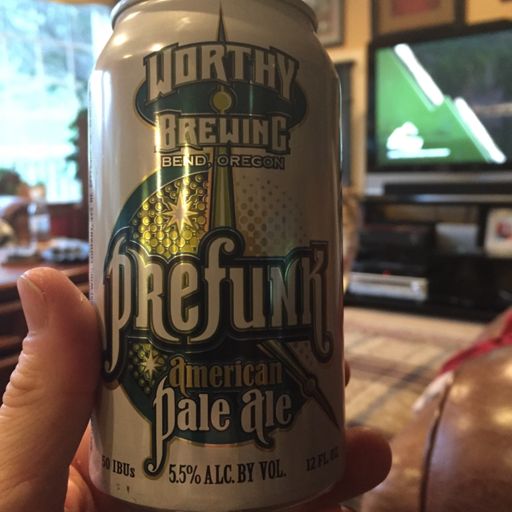 WORTHY
BREWING
BEND, OREGON
PREFUNK
American
Pale Ale
50 IBUs
5.5% ALC. BY VOL.
12 FL. OZ.